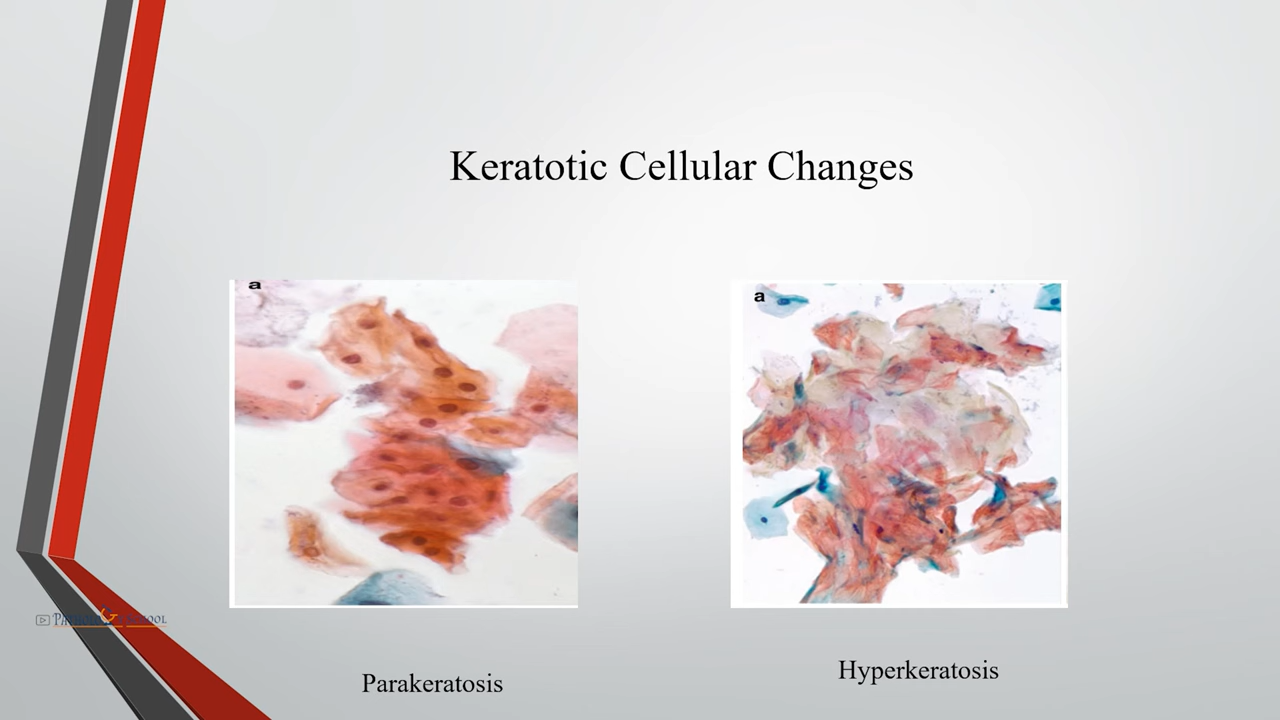 Keratotic Cellular Changes
a
a
Parakeratosis
Hyperkeratosis